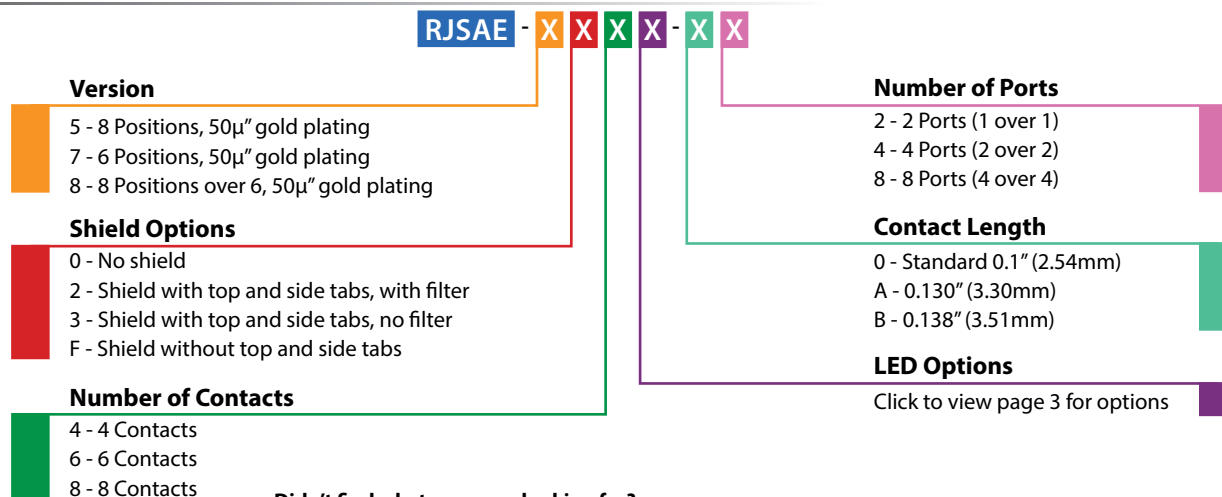 RJSAE - X X X X - X X
Version
5 - 8 Positions, 50µ” gold plating
7 - 6 Positions, 50µ” gold plating
8 - 8 Positions over 6, 50µ” gold plating
Shield Options
0 - No shield
2 - Shield with top and side tabs, with filter
3 - Shield with top and side tabs, no filter
F - Shield without top and side tabs
Number of Contacts
4 - 4 Contacts
6 - 6 Contacts
8 - 8 Contacts
Number of Ports
2 - 2 Ports (1 over 1)
4 - 4 Ports (2 over 2)
8 - 8 Ports (4 over 4)
Contact Length
0 - Standard 0.1” (2.54mm)
A - 0.130” (3.30mm)
B - 0.138” (3.51mm)
LED Options
Click to view page 3 for options